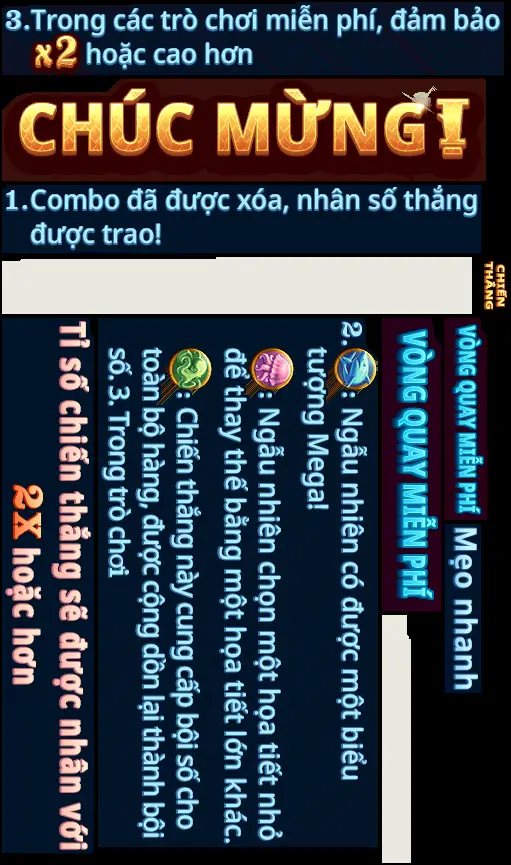 3.Trong các trò chơi miễn phí, đảm bảo
x2 hoặc cao hơn
CHÚC MỪNG!
1.Combo đã được xóa, nhân số thắng
được trao!
CHIẾN
THẮNG
VÒNG QUAY MIỄN PHÍ
Mẹo nhanh
VÒNG QUAY MIỄN PHÍ
2. : Ngẫu nhiên có được một biểu
tượng Mega!
: Ngẫu nhiên chọn một họa tiết nhỏ
để thay thế bằng một họa tiết lớn khác.
: Chiến thắng này cung cấp bội số cho
toàn bộ hàng, được cộng dồn lại thành bội
số.3 Trong trò chơi
Tỉ số chiến thắng sẽ được nhân với
2X hoặc hơn